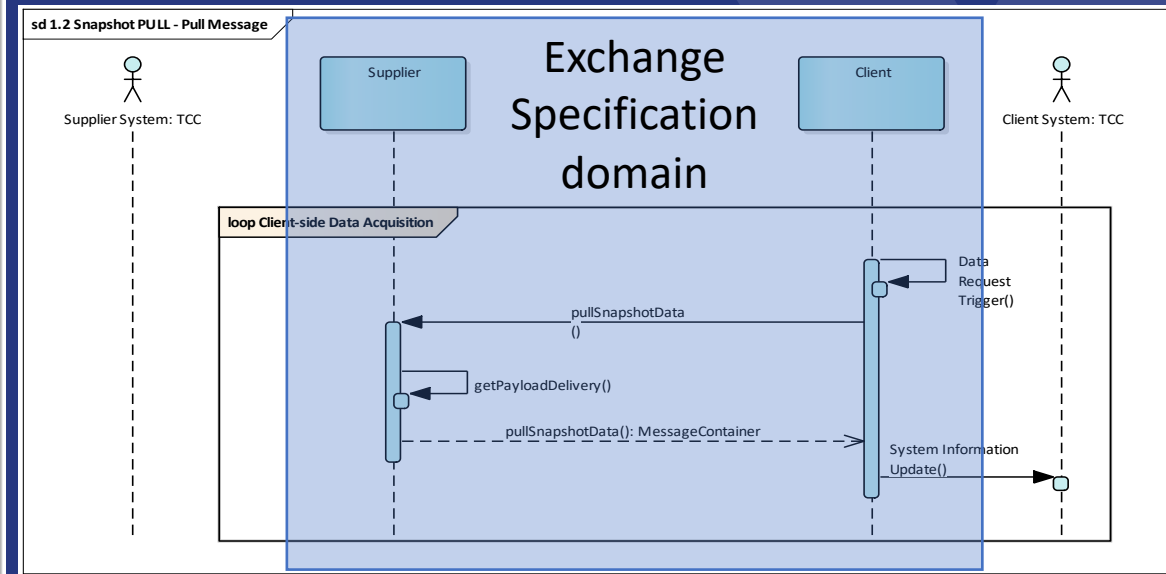 sd 1.2 Snapshot PULL - Pull Message
Exchange
Specification
domain
Supplier
Client
Supplier System: TCC
Client System: TCC
loop Client-side Data Acquisition
Data
Request
Trigger()
pullSnapshotData
()
getPayloadDelivery()
pullSnapshotData(): MessageContainer
System Information
Update()